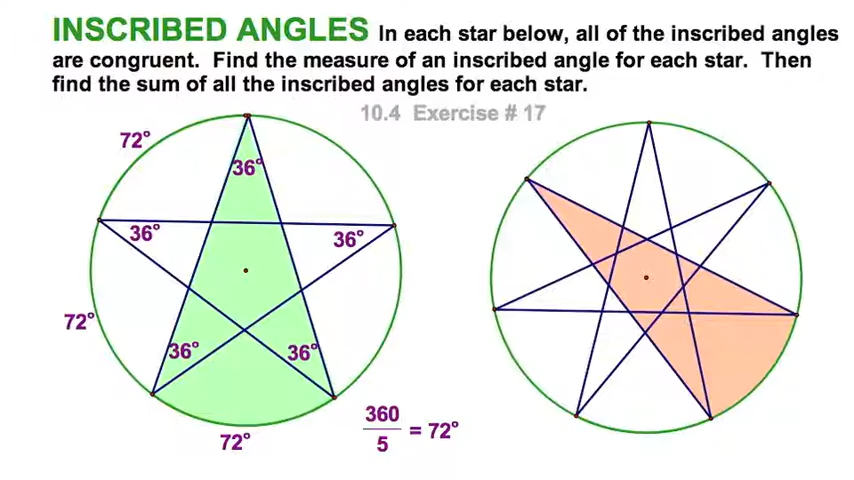 INSCRIBED ANGLES In each star below, all of the inscribed angles
are congruent. Find the measure of an inscribed angle for each star. Then
find the sum of all the inscribed angles for each star.
10.4 Exercise # 17
72°
36°
36°
36°
72°
36°
36°
360
5
= 72°
72°